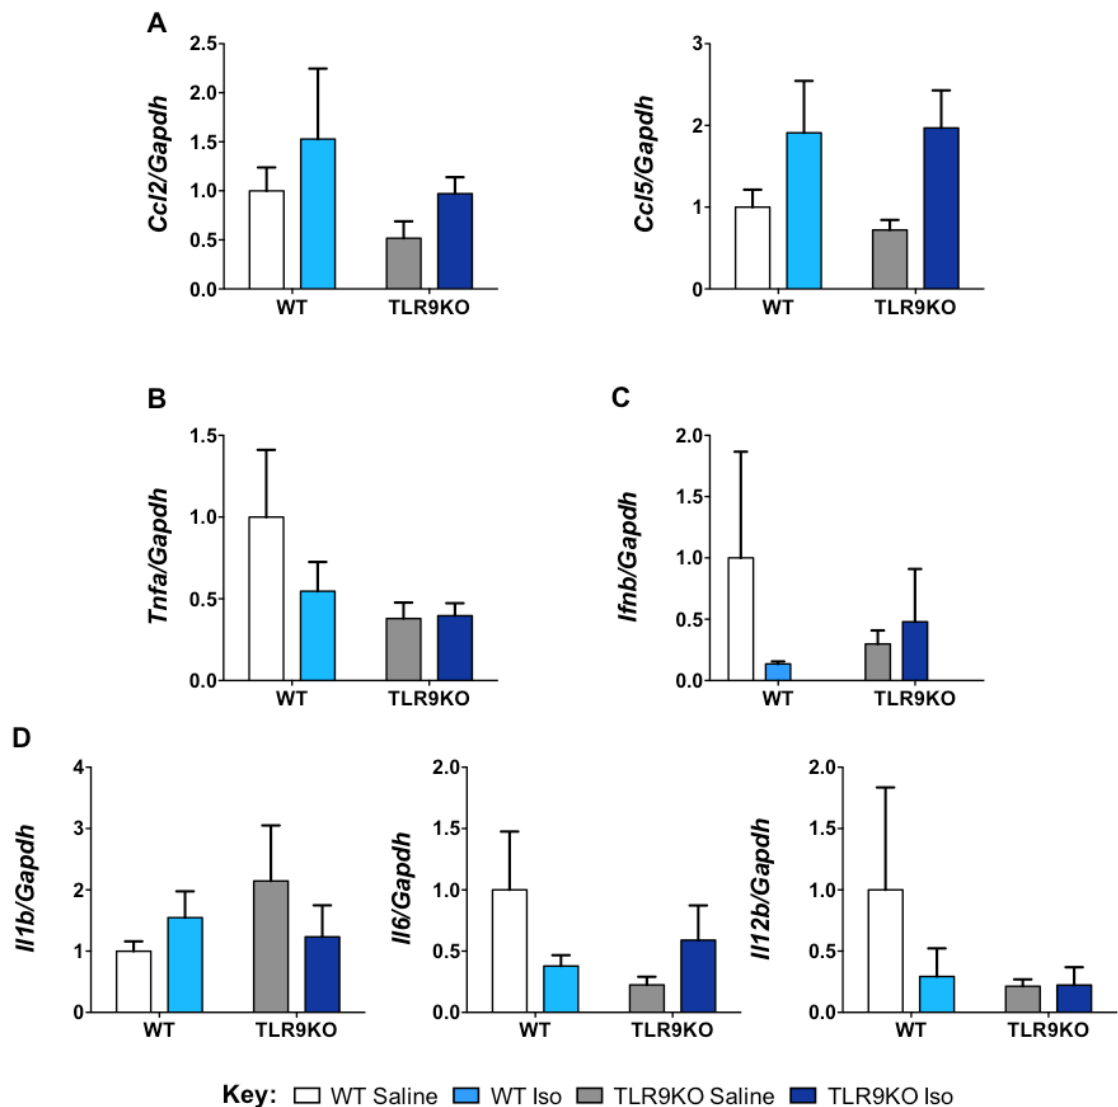 A
Ccl2/Gapdh
2.5
2.0
1.5
1.0
0.5
0.0
WT TLR9KO
Ccl5/Gapdh
3
2
1
0
WT TLR9KO
B
Tnfa/Gapdh
1.5
1.0
0.5
0.0
WT TLR9KO
C
Ifnb/Gapdh
2.0
1.5
1.0
0.5
0.0
WT TLR9KO
D
Il1b/Gapdh
4
3
2
1
0
WT TLR9KO
Il6/Gapdh
2.0
1.5
1.0
0.5
0.0
WT TLR9KO
Il12b/Gapdh
2.0
1.5
1.0
0.5
0.0
WT TLR9KO
Key: WT Saline WT Iso TLR9KO Saline TLR9KO Iso